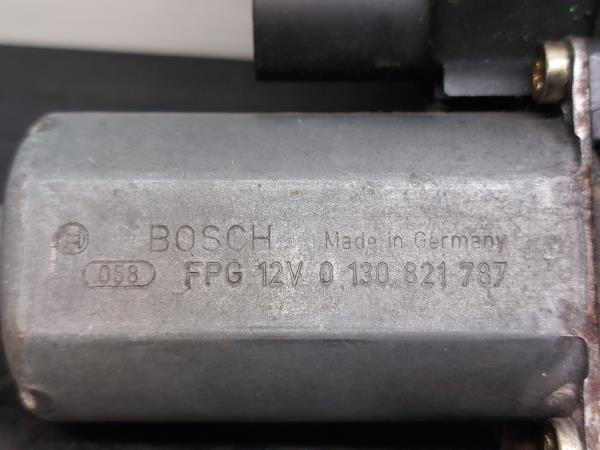 BOSCH Made in Germany
058 FPG 12V 0 130 821 787